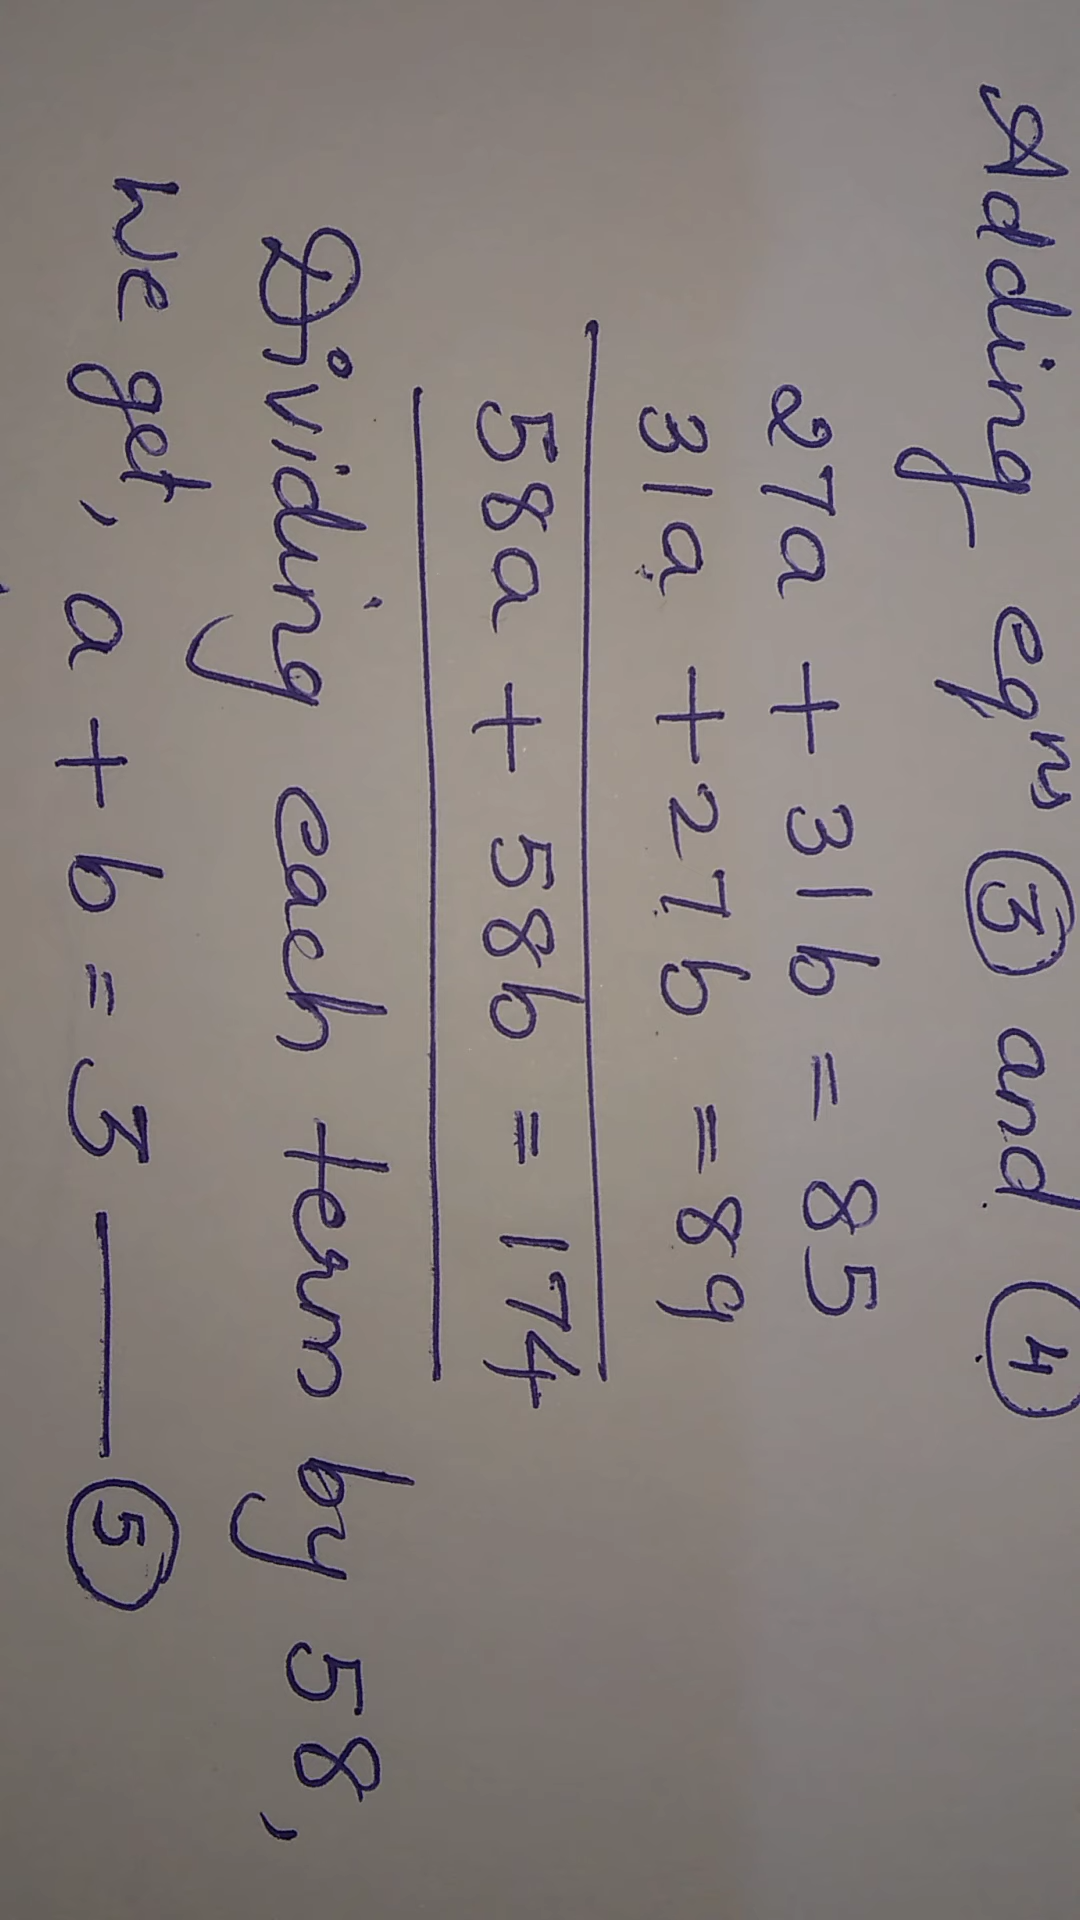 Adding eqns ③ and ④
27a + 31b = 85
31a + 27b = 89
58a + 58b = 174
Dividing each term by 58,
we get, a + b = 3 —— ⑤